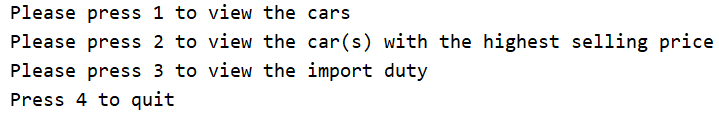 Please press 1 to view the cars
Please press 2 to view the car(s) with the highest selling price
Please press 3 to view the import duty
Press 4 to quit